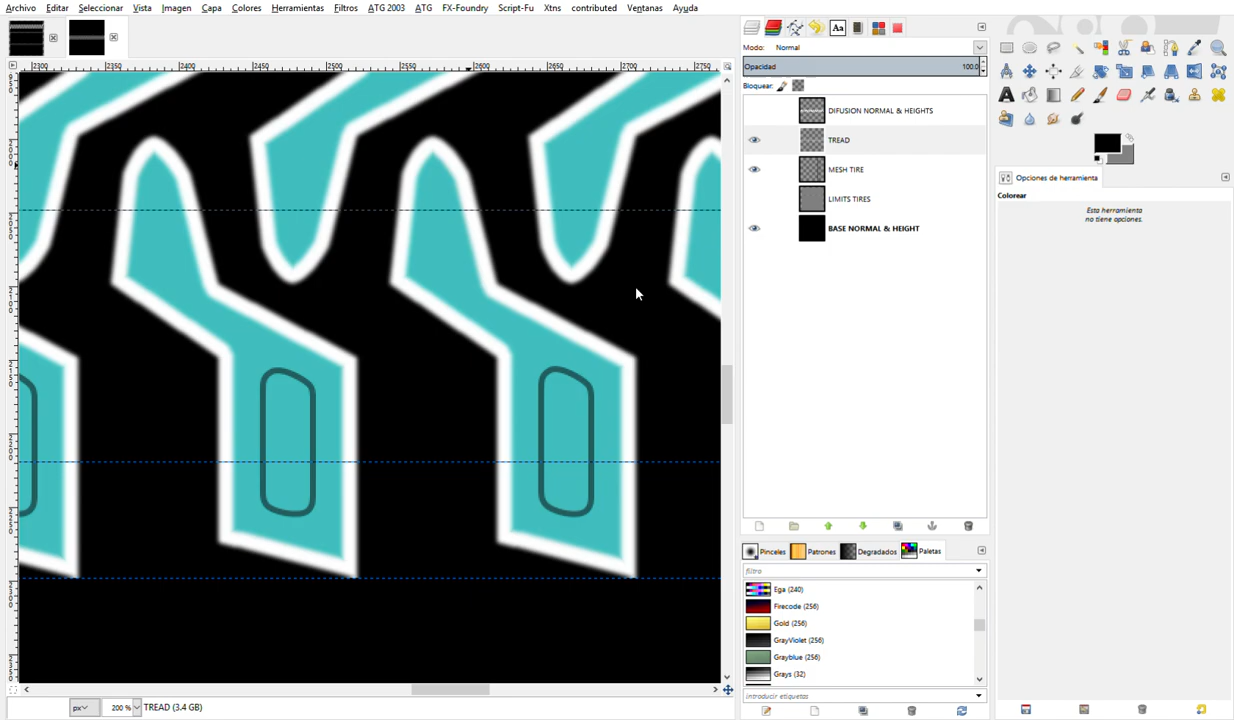 Archivo Editar Seleccionar Vista Imagen Capa Colores Herramientas Filtros ATG 2003 ATG FX-Foundry Script-Fu Xtns contributed Ventanas Ayuda
Modo: Normal
Opacidad 100.0
Bloquear:
DIFUSION NORMAL & HEIGHTS
TREAD
MESH TIRE
LIMITS TIRES
BASE NORMAL & HEIGHT
Opciones de herramienta
Colorear
Esta herramienta
no tiene opciones.
2300 2350 2400 2450 2500 2550 2600 2650 2700 2750
Pinceles Patrones Degradados Paletas
filtro
Ega (240)
Firecode (256)
Gold (256)
GrayViolet (256)
Grayblue (256)
Grays (32)
introducir etiquetas
px 200 % TREAD (3.4 GB)